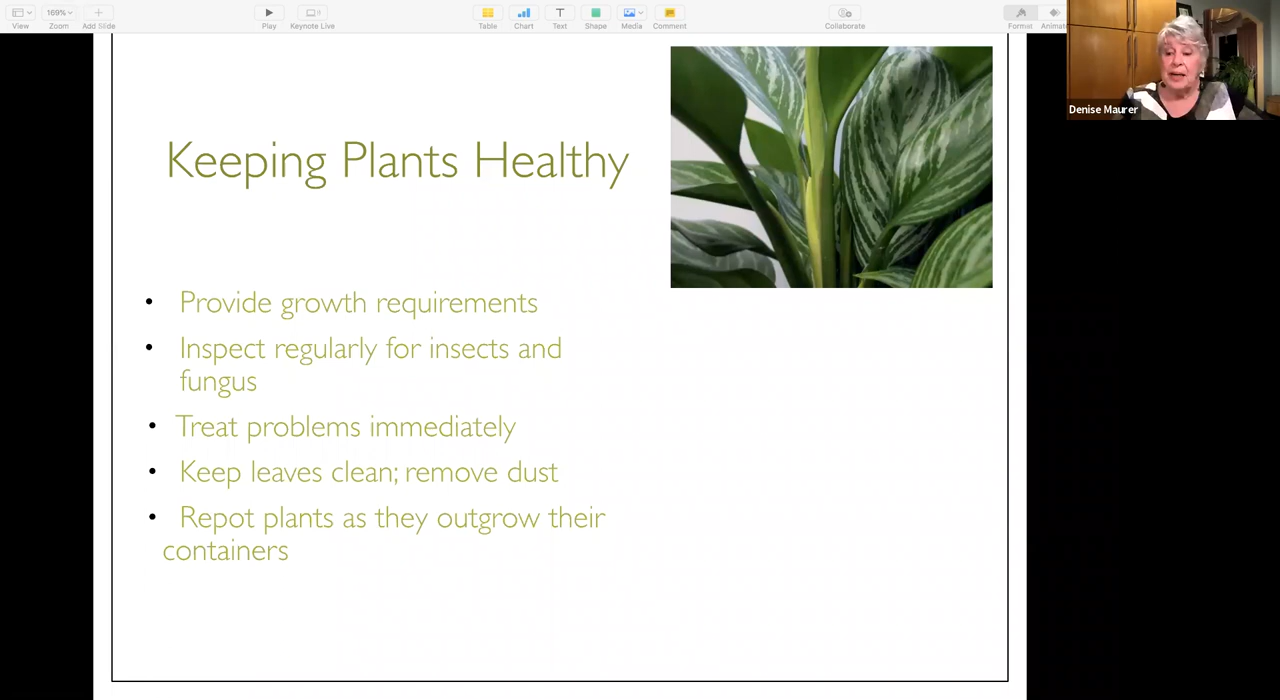 View
169%
Zoom
Add Slide
Play
Keynote Live
Table
Chart
T
Text
Shape
Media
Comment
Collaborate
Format
Denise Maurer
Keeping Plants Healthy
• Provide growth requirements
• Inspect regularly for insects and
fungus
• Treat problems immediately
• Keep leaves clean; remove dust
• Repot plants as they outgrow their
containers